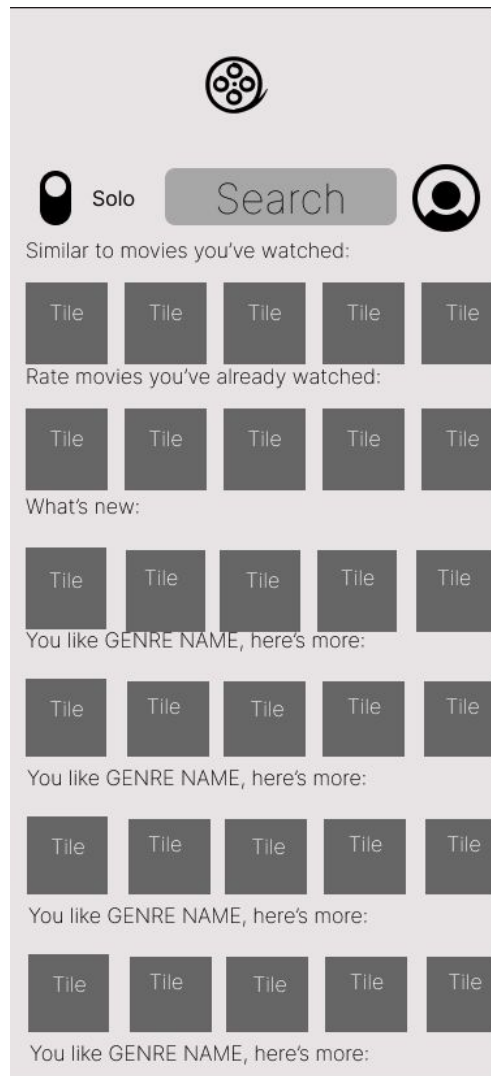 Solo Search
Similar to movies you've watched:
Tile Tile Tile Tile Tile
Rate movies you've already watched:
Tile Tile Tile Tile Tile
What's new:
Tile Tile Tile Tile Tile
You like GENRE NAME, here's more:
Tile Tile Tile Tile Tile
You like GENRE NAME, here's more:
Tile Tile Tile Tile Tile
You like GENRE NAME, here's more:
Tile Tile Tile Tile Tile
You like GENRE NAME, here's more: